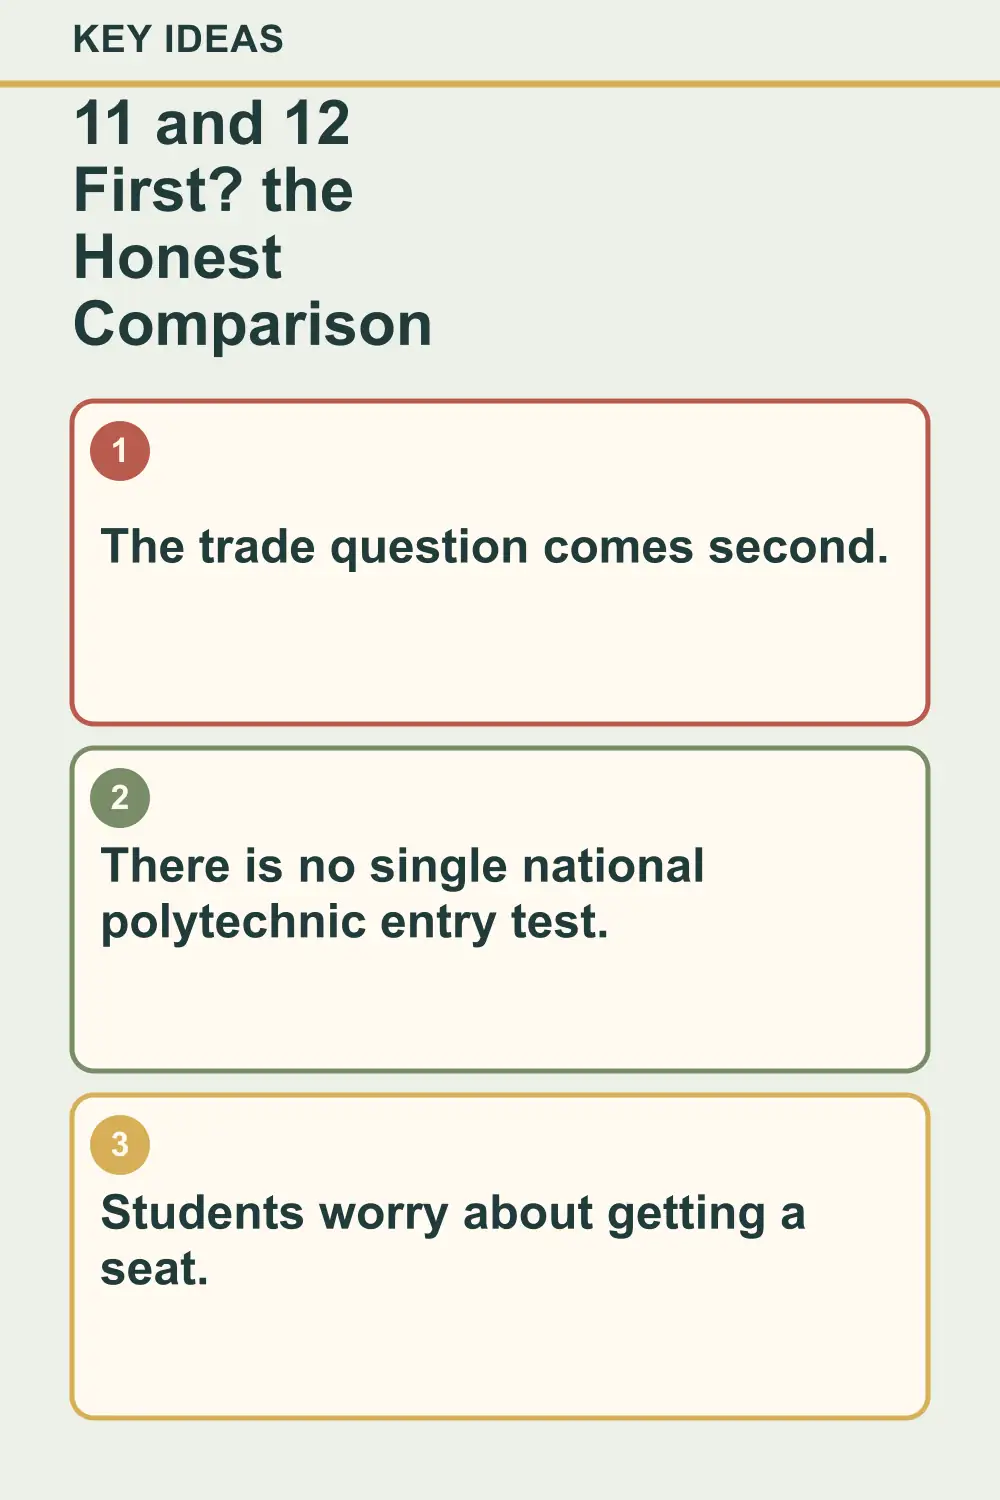 KEY IDEAS
11 and 12
First? the
Honest
Comparison
1
The trade question comes second.
2
There is no single national
polytechnic entry test.
3
Students worry about getting a
seat.